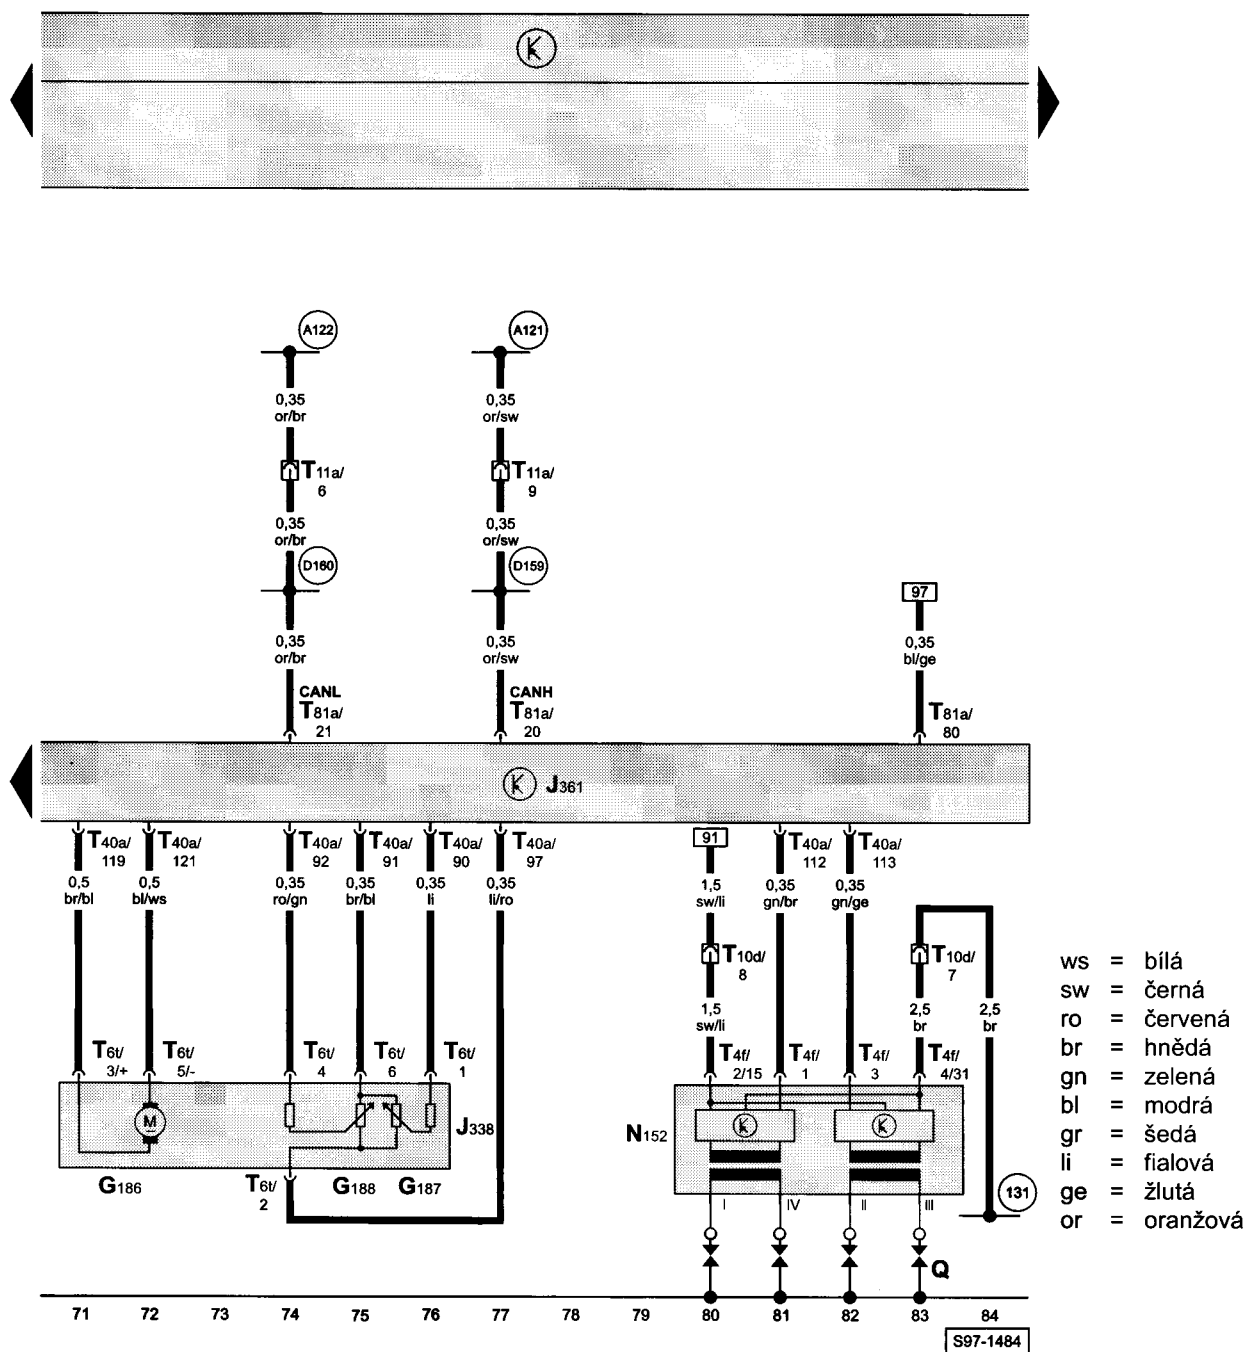 A122
A121
0,35
or/br
0,35
or/sw
T11a/
6
T11a/
9
0,35
or/br
0,35
or/sw
D160
D159
97
0,35
or/br
0,35
or/sw
0,35
bl/ge
CANL
T81a/
21
CANH
T81a/
20
T81a/
80
J361
T40a/
119
T40a/
121
T40a/
92
T40a/
91
T40a/
90
T40a/
97
91
T40a/
112
T40a/
113
0,5
br/bl
0,5
bl/ws
0,35
ro/gn
0,35
br/bl
0,35
li
0,35
li/ro
1,5
sw/li
0,35
gn/br
0,35
gn/ge
T10d/
8
T10d/
7
1,5
sw/li
2,5
br
2,5
br
T6t/
3/+
T6t/
5/-
T6t/
4
T6t/
6
T6t/
1
T4f/
2/15
T4f/
1
T4f/
3
T4f/
4/31
M
J338
N152
G186
T6t/
2
G188
G187
I
IV
II
III
131
Q
71 72 73 74 75 76 77 78 79 80 81 82 83 84
S97-1484
ws = bílá
sw = černá
ro = červená
br = hnědá
gn = zelená
bl = modrá
gr = šedá
li = fialová
ge = žlutá
or = oranžová